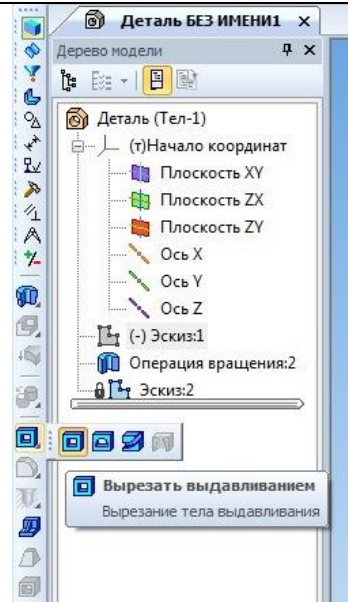 Деталь БЕЗ ИМЕНИ1
Дерево модели
Деталь (Тел-1)
(т)Начало координат
Плоскость XY
Плоскость ZX
Плоскость ZY
Ось X
Ось Y
Ось Z
(-) Эскиз:1
Операция вращения:2
Эскиз:2
Вырезать выдавливанием
Вырезание тела выдавливания